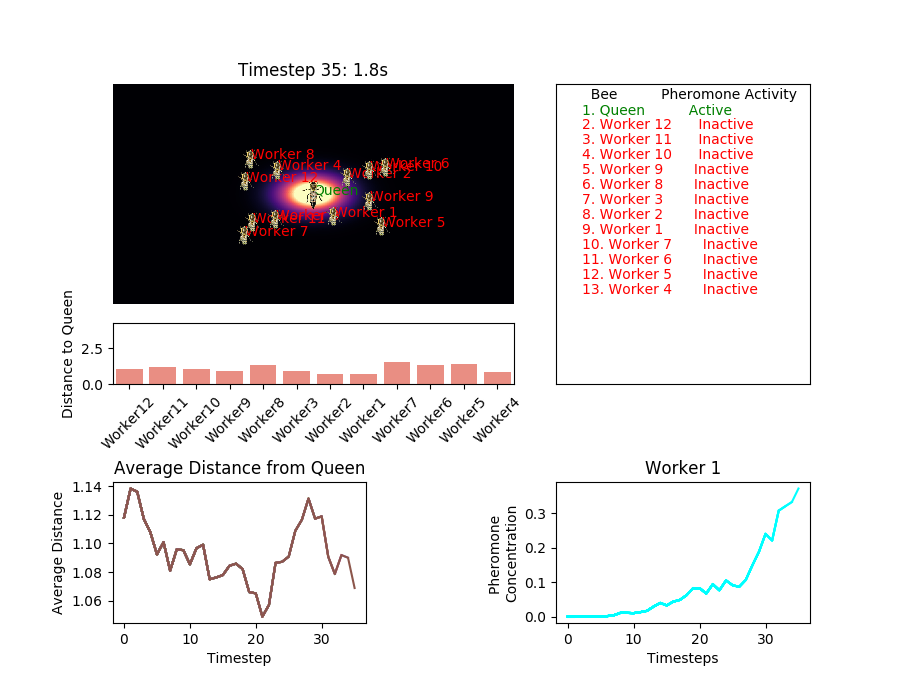 Timestep 35: 1.8s
Worker 8
Worker 4
Worker 6
Worker 10
Worker 2
Worker 12
Queen
Worker 9
Worker 1
Worker 11
Worker 5
Worker 7
Bee Pheromone Activity
1. Queen Active
2. Worker 12 Inactive
3. Worker 11 Inactive
4. Worker 10 Inactive
5. Worker 9 Inactive
6. Worker 8 Inactive
7. Worker 3 Inactive
8. Worker 2 Inactive
9. Worker 1 Inactive
10. Worker 7 Inactive
11. Worker 6 Inactive
12. Worker 5 Inactive
13. Worker 4 Inactive
Distance to Queen
2.5
0.0
Worker12
Worker11
Worker10
Worker9
Worker8
Worker3
Worker2
Worker1
Worker7
Worker6
Worker5
Worker4
Average Distance from Queen
Average Distance
1.14
1.12
1.10
1.08
1.06
0 10 20 30
Timestep
Worker 1
Pheromone
Concentration
0.3
0.2
0.1
0.0
0 10 20 30
Timesteps